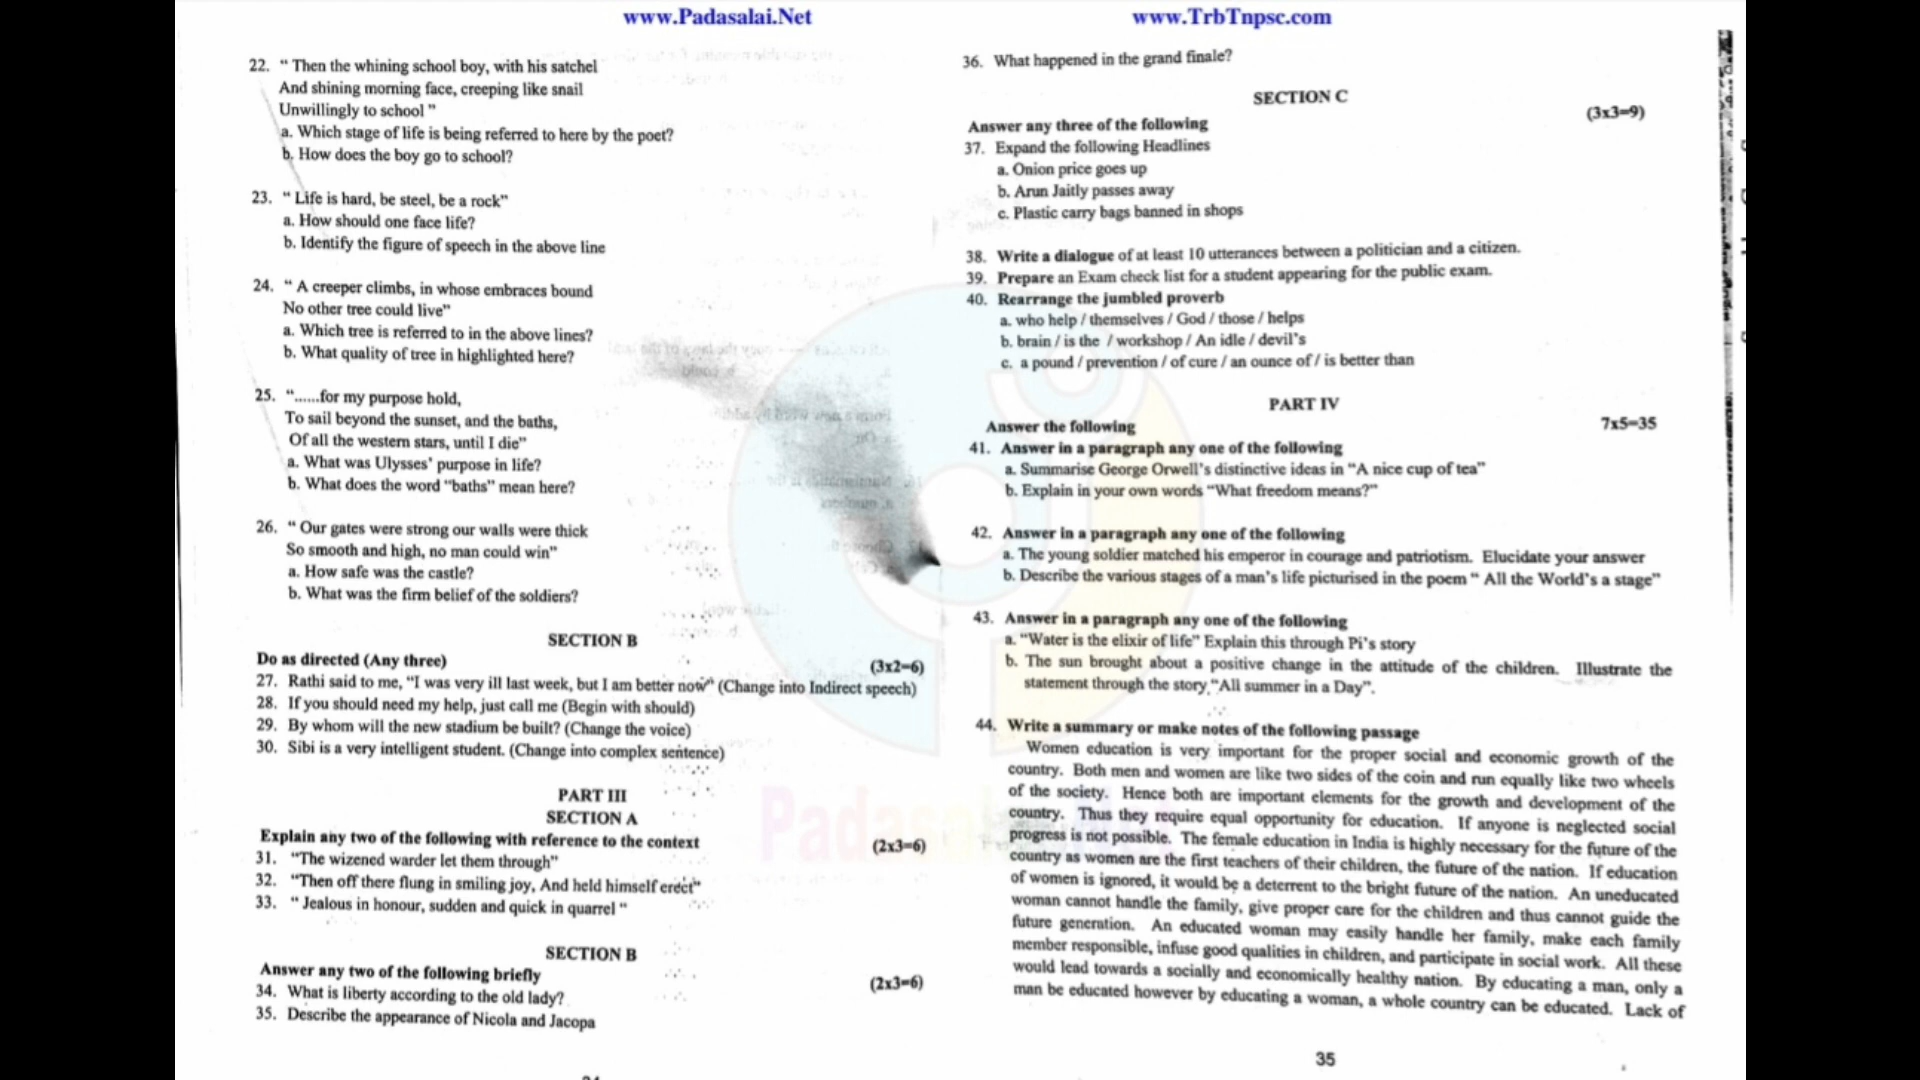 www.Padasalai.Net
www.TrbTnpsc.com
22. " Then the whining school boy, with his satchel
And shining morning face, creeping like snail
Unwillingly to school "
a. Which stage of life is being referred to here by the poet?
b. How does the boy go to school?
23. " Life is hard, be steel, be a rock"
a. How should one face life?
b. Identify the figure of speech in the above line
24. " A creeper climbs, in whose embraces bound
No other tree could live"
a. Which tree is referred to in the above lines?
b. What quality of tree in highlighted here?
25. "......for my purpose hold,
To sail beyond the sunset, and the baths,
Of all the western stars, until I die"
a. What was Ulysses' purpose in life?
b. What does the word "baths" mean here?
26. " Our gates were strong our walls were thick
So smooth and high, no man could win"
a. How safe was the castle?
b. What was the firm belief of the soldiers?
SECTION B
Do as directed (Any three) (3x2=6)
27. Rathi said to me, "I was very ill last week, but I am better now" (Change into Indirect speech)
28. If you should need my help, just call me (Begin with should)
29. By whom will the new stadium be built? (Change the voice)
30. Sibi is a very intelligent student. (Change into complex sentence)
PART III
SECTION A
Explain any two of the following with reference to the context (2x3=6)
31. "The wizened warder let them through"
32. "Then off there flung in smiling joy, And held himself erect"
33. " Jealous in honour, sudden and quick in quarrel "
SECTION B
Answer any two of the following briefly (2x3=6)
34. What is liberty according to the old lady?
35. Describe the appearance of Nicola and Jacopa
36. What happened in the grand finale?
SECTION C
(3x3=9)
Answer any three of the following
37. Expand the following Headlines
a. Onion price goes up
b. Arun Jaitly passes away
c. Plastic carry bags banned in shops
38. Write a dialogue of at least 10 utterances between a politician and a citizen.
39. Prepare an Exam check list for a student appearing for the public exam.
40. Rearrange the jumbled proverb
a. who help / themselves / God / those / helps
b. brain / is the / workshop / An idle / devil's
c. a pound / prevention / of cure / an ounce of / is better than
PART IV
Answer the following 7x5=35
41. Answer in a paragraph any one of the following
a. Summarise George Orwell's distinctive ideas in "A nice cup of tea"
b. Explain in your own words "What freedom means?"
42. Answer in a paragraph any one of the following
a. The young soldier matched his emperor in courage and patriotism. Elucidate your answer
b. Describe the various stages of a man's life picturised in the poem " All the World's a stage"
43. Answer in a paragraph any one of the following
a. "Water is the elixir of life" Explain this through Pi's story
b. The sun brought about a positive change in the attitude of the children. Illustrate the
statement through the story,"All summer in a Day".
44. Write a summary or make notes of the following passage
Women education is very important for the proper social and economic growth of the
country. Both men and women are like two sides of the coin and run equally like two wheels
of the society. Hence both are important elements for the growth and development of the
country. Thus they require equal opportunity for education. If anyone is neglected social
progress is not possible. The female education in India is highly necessary for the future of the
country as women are the first teachers of their children, the future of the nation. If education
of women is ignored, it would be a deterrent to the bright future of the nation. An uneducated
woman cannot handle the family, give proper care for the children and thus cannot guide the
future generation. An educated woman may easily handle her family, make each family
member responsible, infuse good qualities in children, and participate in social work. All these
would lead towards a socially and economically healthy nation. By educating a man, only a
man be educated however by educating a woman, a whole country can be educated. Lack of
35